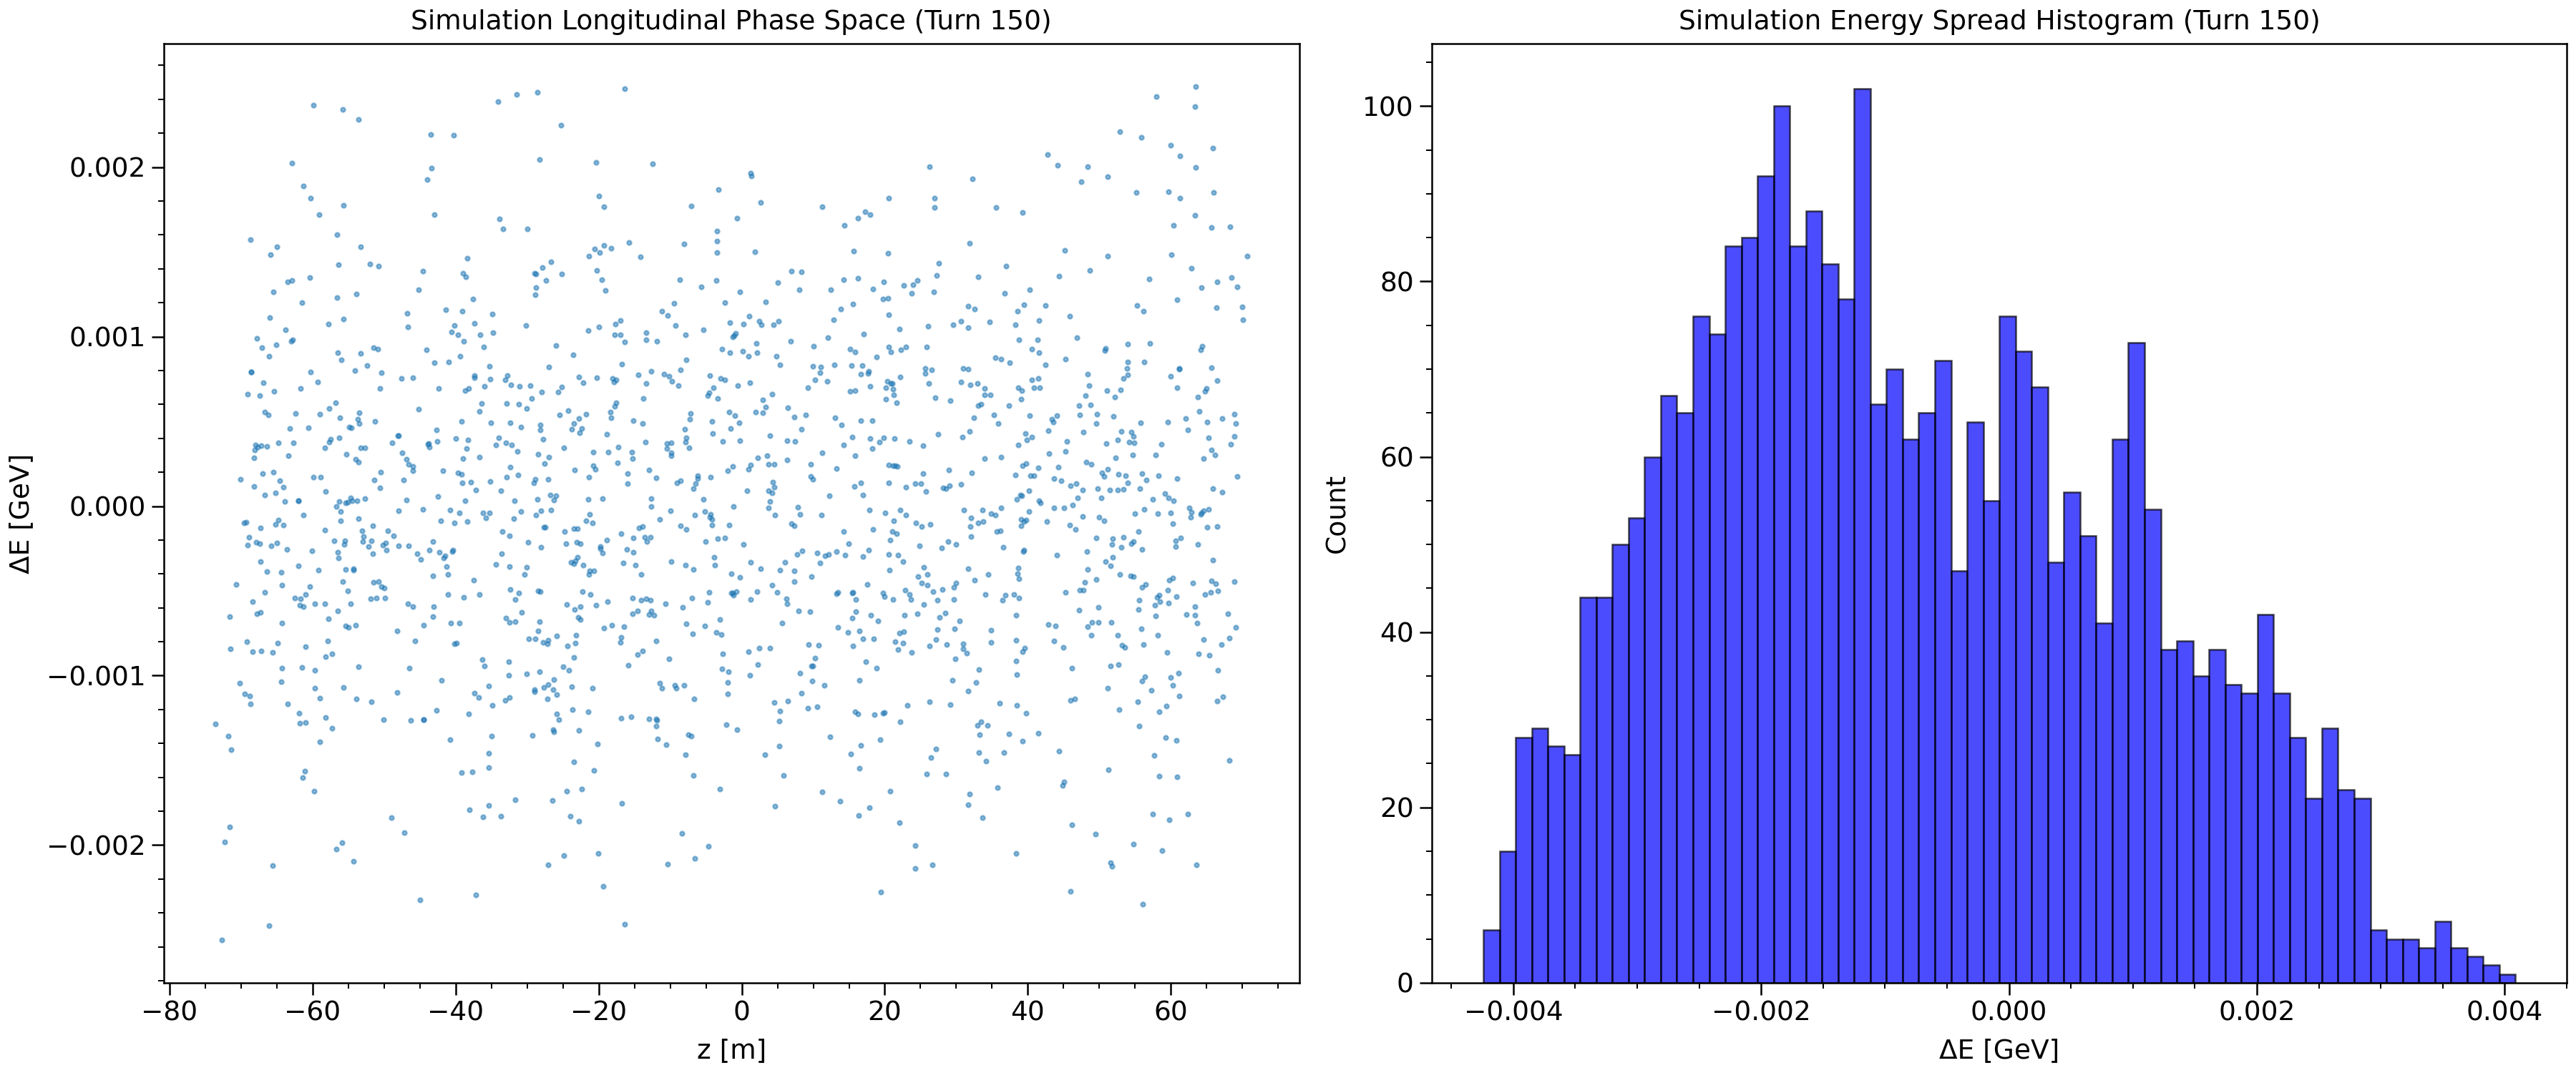 Simulation Longitudinal Phase Space (Turn 150)
ΔE [GeV]
0.002
0.001
0.000
−0.001
−0.002
−80 −60 −40 −20 0 20 40 60
z [m]
Simulation Energy Spread Histogram (Turn 150)
Count
100
80
60
40
20
0
−0.004 −0.002 0.000 0.002 0.004
ΔE [GeV]